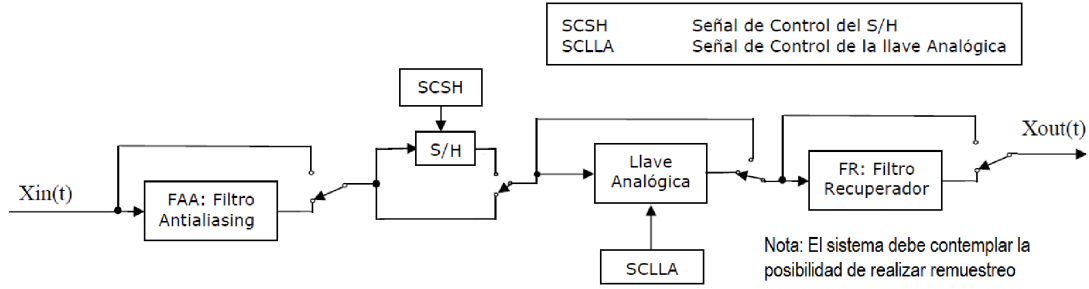 SCSH Señal de Control del S/H
SCLLA Señal de Control de la llave Analógica
SCSH
S/H
Xin(t)
FAA: Filtro
Antialiasing
Llave
Analógica
SCLLA
FR: Filtro
Recuperador
Xout(t)
Nota: El sistema debe contemplar la
posibilidad de realizar remuestreo